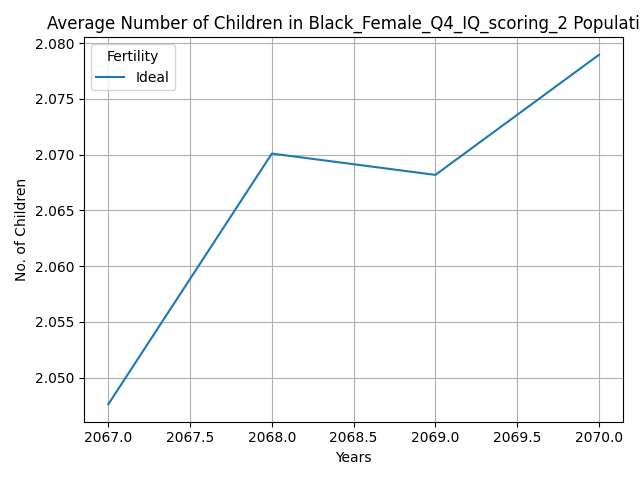 Average Number of Children in Black_Female_Q4_IQ_scoring_2 Populati
Fertility
Ideal
2.080
2.075
2.070
2.065
2.060
2.055
2.050
No. of Children
2067.0 2067.5 2068.0 2068.5 2069.0 2069.5 2070.0
Years